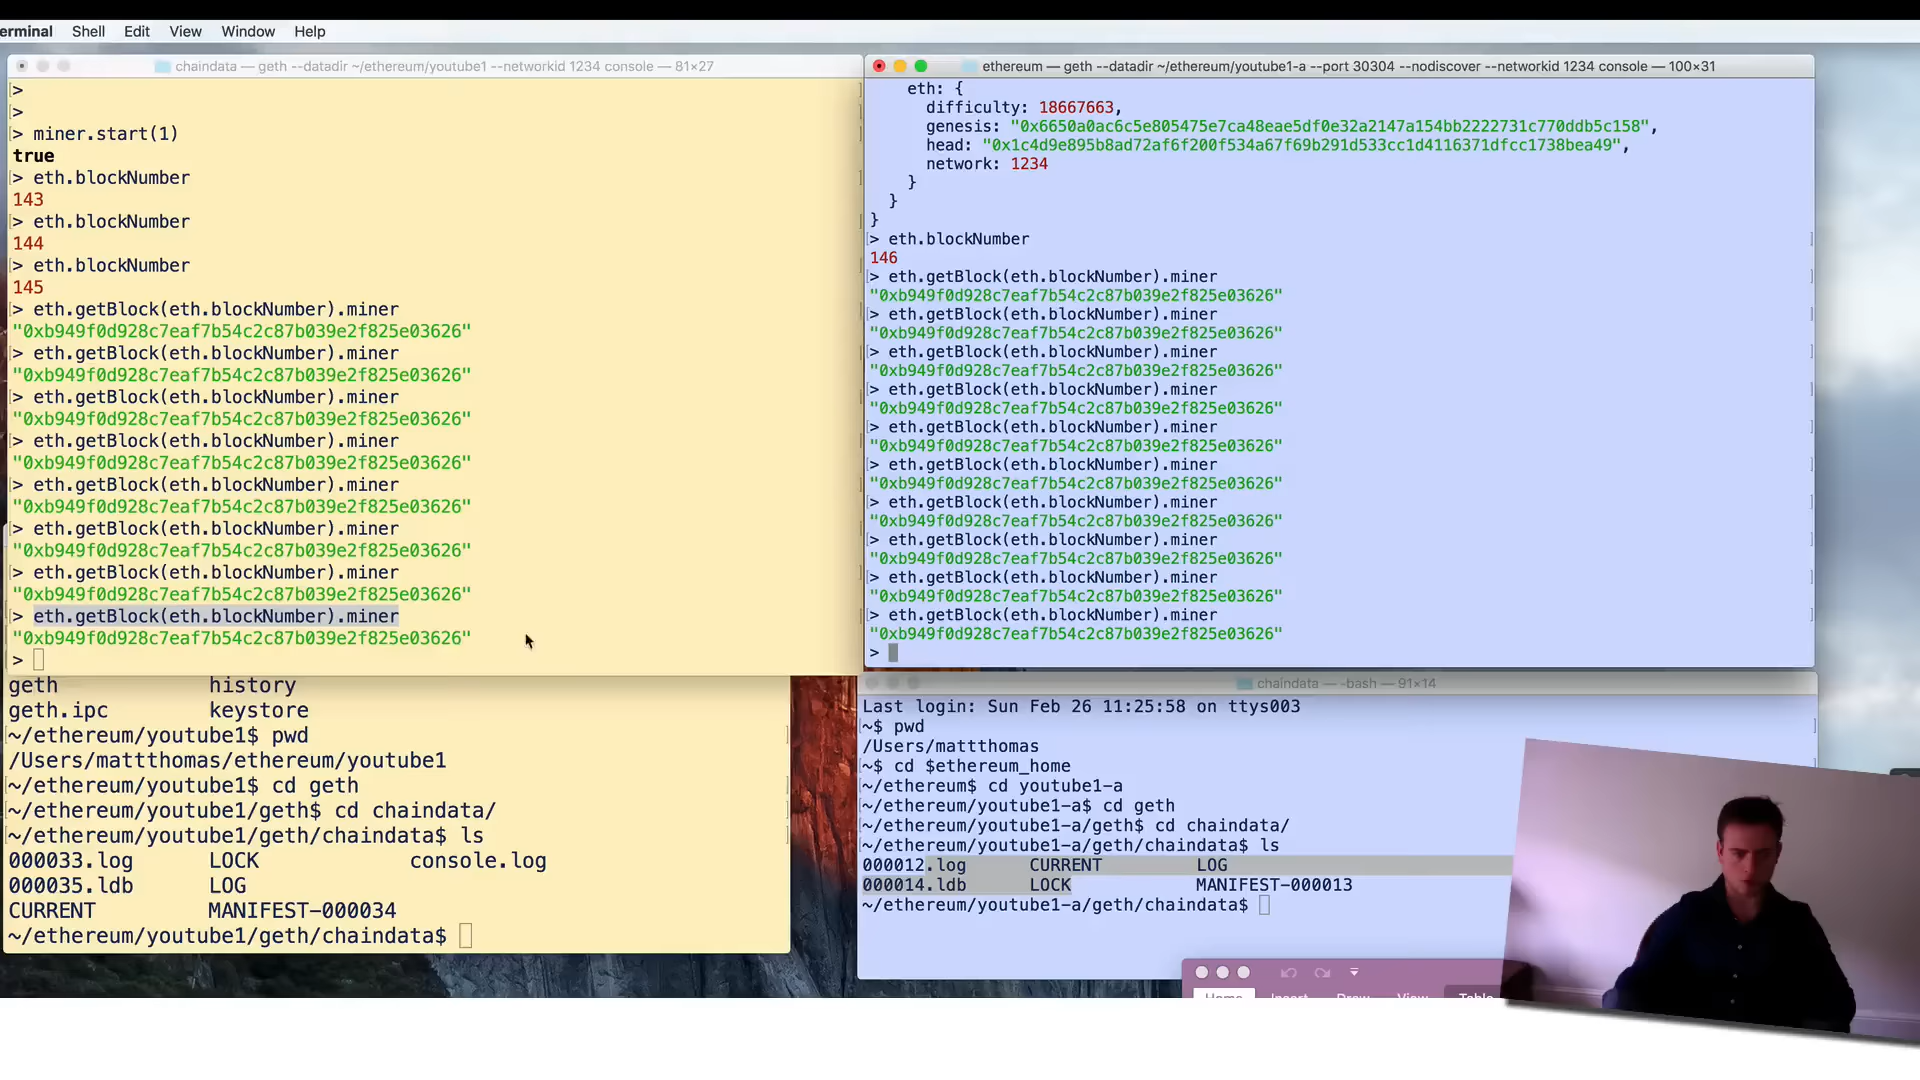 erminal Shell Edit View Window Help
chaindata — geth --datadir ~/ethereum/youtube1 --networkid 1234 console — 81×27
>
>
> miner.start(1)
true
> eth.blockNumber
143
> eth.blockNumber
144
> eth.blockNumber
145
> eth.getBlock(eth.blockNumber).miner
"0xb949f0d928c7eaf7b54c2c87b039e2f825e03626"
> eth.getBlock(eth.blockNumber).miner
"0xb949f0d928c7eaf7b54c2c87b039e2f825e03626"
> eth.getBlock(eth.blockNumber).miner
"0xb949f0d928c7eaf7b54c2c87b039e2f825e03626"
> eth.getBlock(eth.blockNumber).miner
"0xb949f0d928c7eaf7b54c2c87b039e2f825e03626"
> eth.getBlock(eth.blockNumber).miner
"0xb949f0d928c7eaf7b54c2c87b039e2f825e03626"
> eth.getBlock(eth.blockNumber).miner
"0xb949f0d928c7eaf7b54c2c87b039e2f825e03626"
> eth.getBlock(eth.blockNumber).miner
"0xb949f0d928c7eaf7b54c2c87b039e2f825e03626"
> eth.getBlock(eth.blockNumber).miner
"0xb949f0d928c7eaf7b54c2c87b039e2f825e03626"
>
ethereum — geth --datadir ~/ethereum/youtube1-a --port 30304 --nodiscover --networkid 1234 console — 100×31
eth: {
difficulty: 18667663,
genesis: "0x6650a0ac6c5e805475e7ca48eae5df0e32a2147a154bb2222731c770ddb5c158",
head: "0x1c4d9e895b8ad72af6f200f534a67f69b291d533cc1d4116371dfcc1738bea49",
network: 1234
}
}
}
> eth.blockNumber
146
> eth.getBlock(eth.blockNumber).miner
"0xb949f0d928c7eaf7b54c2c87b039e2f825e03626"
> eth.getBlock(eth.blockNumber).miner
"0xb949f0d928c7eaf7b54c2c87b039e2f825e03626"
> eth.getBlock(eth.blockNumber).miner
"0xb949f0d928c7eaf7b54c2c87b039e2f825e03626"
> eth.getBlock(eth.blockNumber).miner
"0xb949f0d928c7eaf7b54c2c87b039e2f825e03626"
> eth.getBlock(eth.blockNumber).miner
"0xb949f0d928c7eaf7b54c2c87b039e2f825e03626"
> eth.getBlock(eth.blockNumber).miner
"0xb949f0d928c7eaf7b54c2c87b039e2f825e03626"
> eth.getBlock(eth.blockNumber).miner
"0xb949f0d928c7eaf7b54c2c87b039e2f825e03626"
> eth.getBlock(eth.blockNumber).miner
"0xb949f0d928c7eaf7b54c2c87b039e2f825e03626"
> eth.getBlock(eth.blockNumber).miner
"0xb949f0d928c7eaf7b54c2c87b039e2f825e03626"
> eth.getBlock(eth.blockNumber).miner
"0xb949f0d928c7eaf7b54c2c87b039e2f825e03626"
>
geth history
geth.ipc keystore
~/ethereum/youtube1$ pwd
/Users/mattthomas/ethereum/youtube1
~/ethereum/youtube1$ cd geth
~/ethereum/youtube1/geth$ cd chaindata/
~/ethereum/youtube1/geth/chaindata$ ls
000033.log LOCK console.log
000035.ldb LOG
CURRENT MANIFEST-000034
~/ethereum/youtube1/geth/chaindata$
chaindata — -bash — 91×14
Last login: Sun Feb 26 11:25:58 on ttys003
~$ pwd
/Users/mattthomas
~$ cd $ethereum_home
~/ethereum$ cd youtube1-a
~/ethereum/youtube1-a$ cd geth
~/ethereum/youtube1-a/geth$ cd chaindata/
~/ethereum/youtube1-a/geth/chaindata$ ls
000012.log CURRENT LOG
000014.ldb LOCK MANIFEST-000013
~/ethereum/youtube1-a/geth/chaindata$
Home Insert Draw View Table